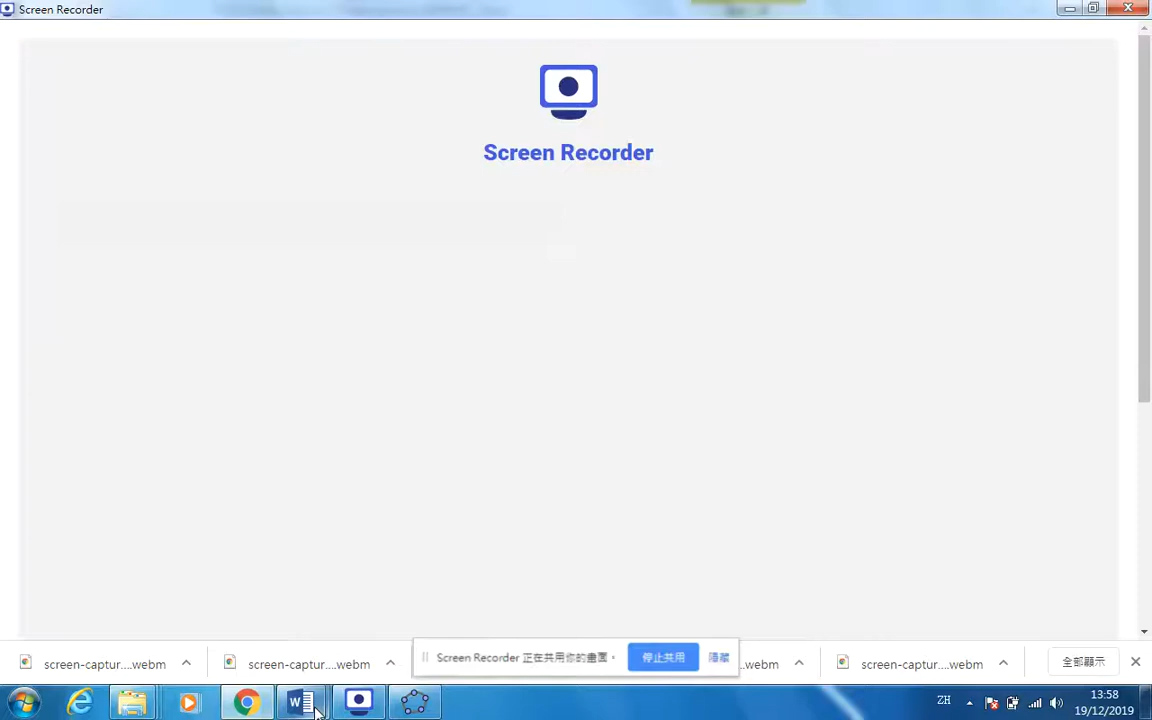 Screen Recorder
Screen Recorder
screen-captur....webm
screen-captur....webm
Screen Recorder 正在共用你的畫面。
停止共用
隱藏
...webm
screen-captur....webm
全部顯示
ZH
13:58
19/12/2019